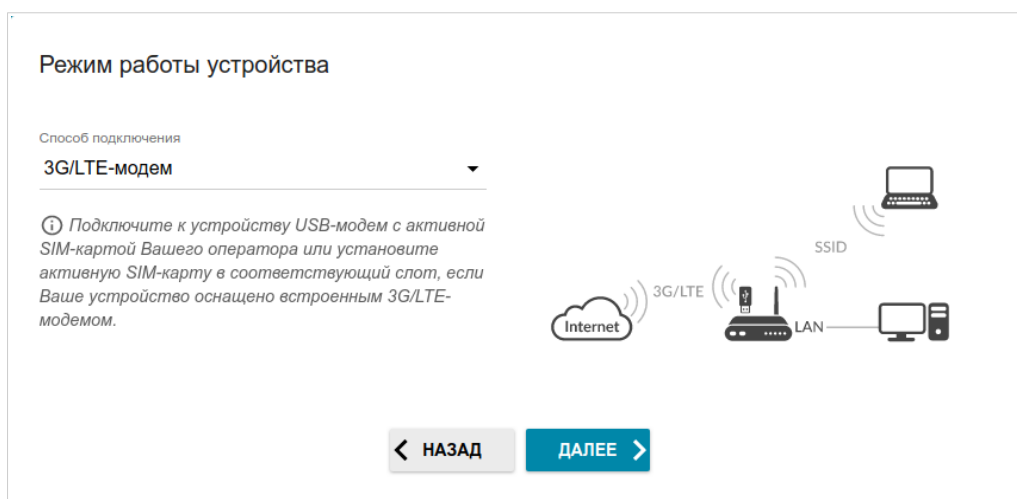 Режим работы устройства
Способ подключения
3G/LTE-модем
Подключите к устройству USB-модем с активной
SIM-картой Вашего оператора или установите
активную SIM-карту в соответствующий слот, если
Ваше устройство оснащено встроенным 3G/LTE-
модемом.
SSID
3G/LTE
Internet
LAN
НАЗАД
ДАЛЕЕ